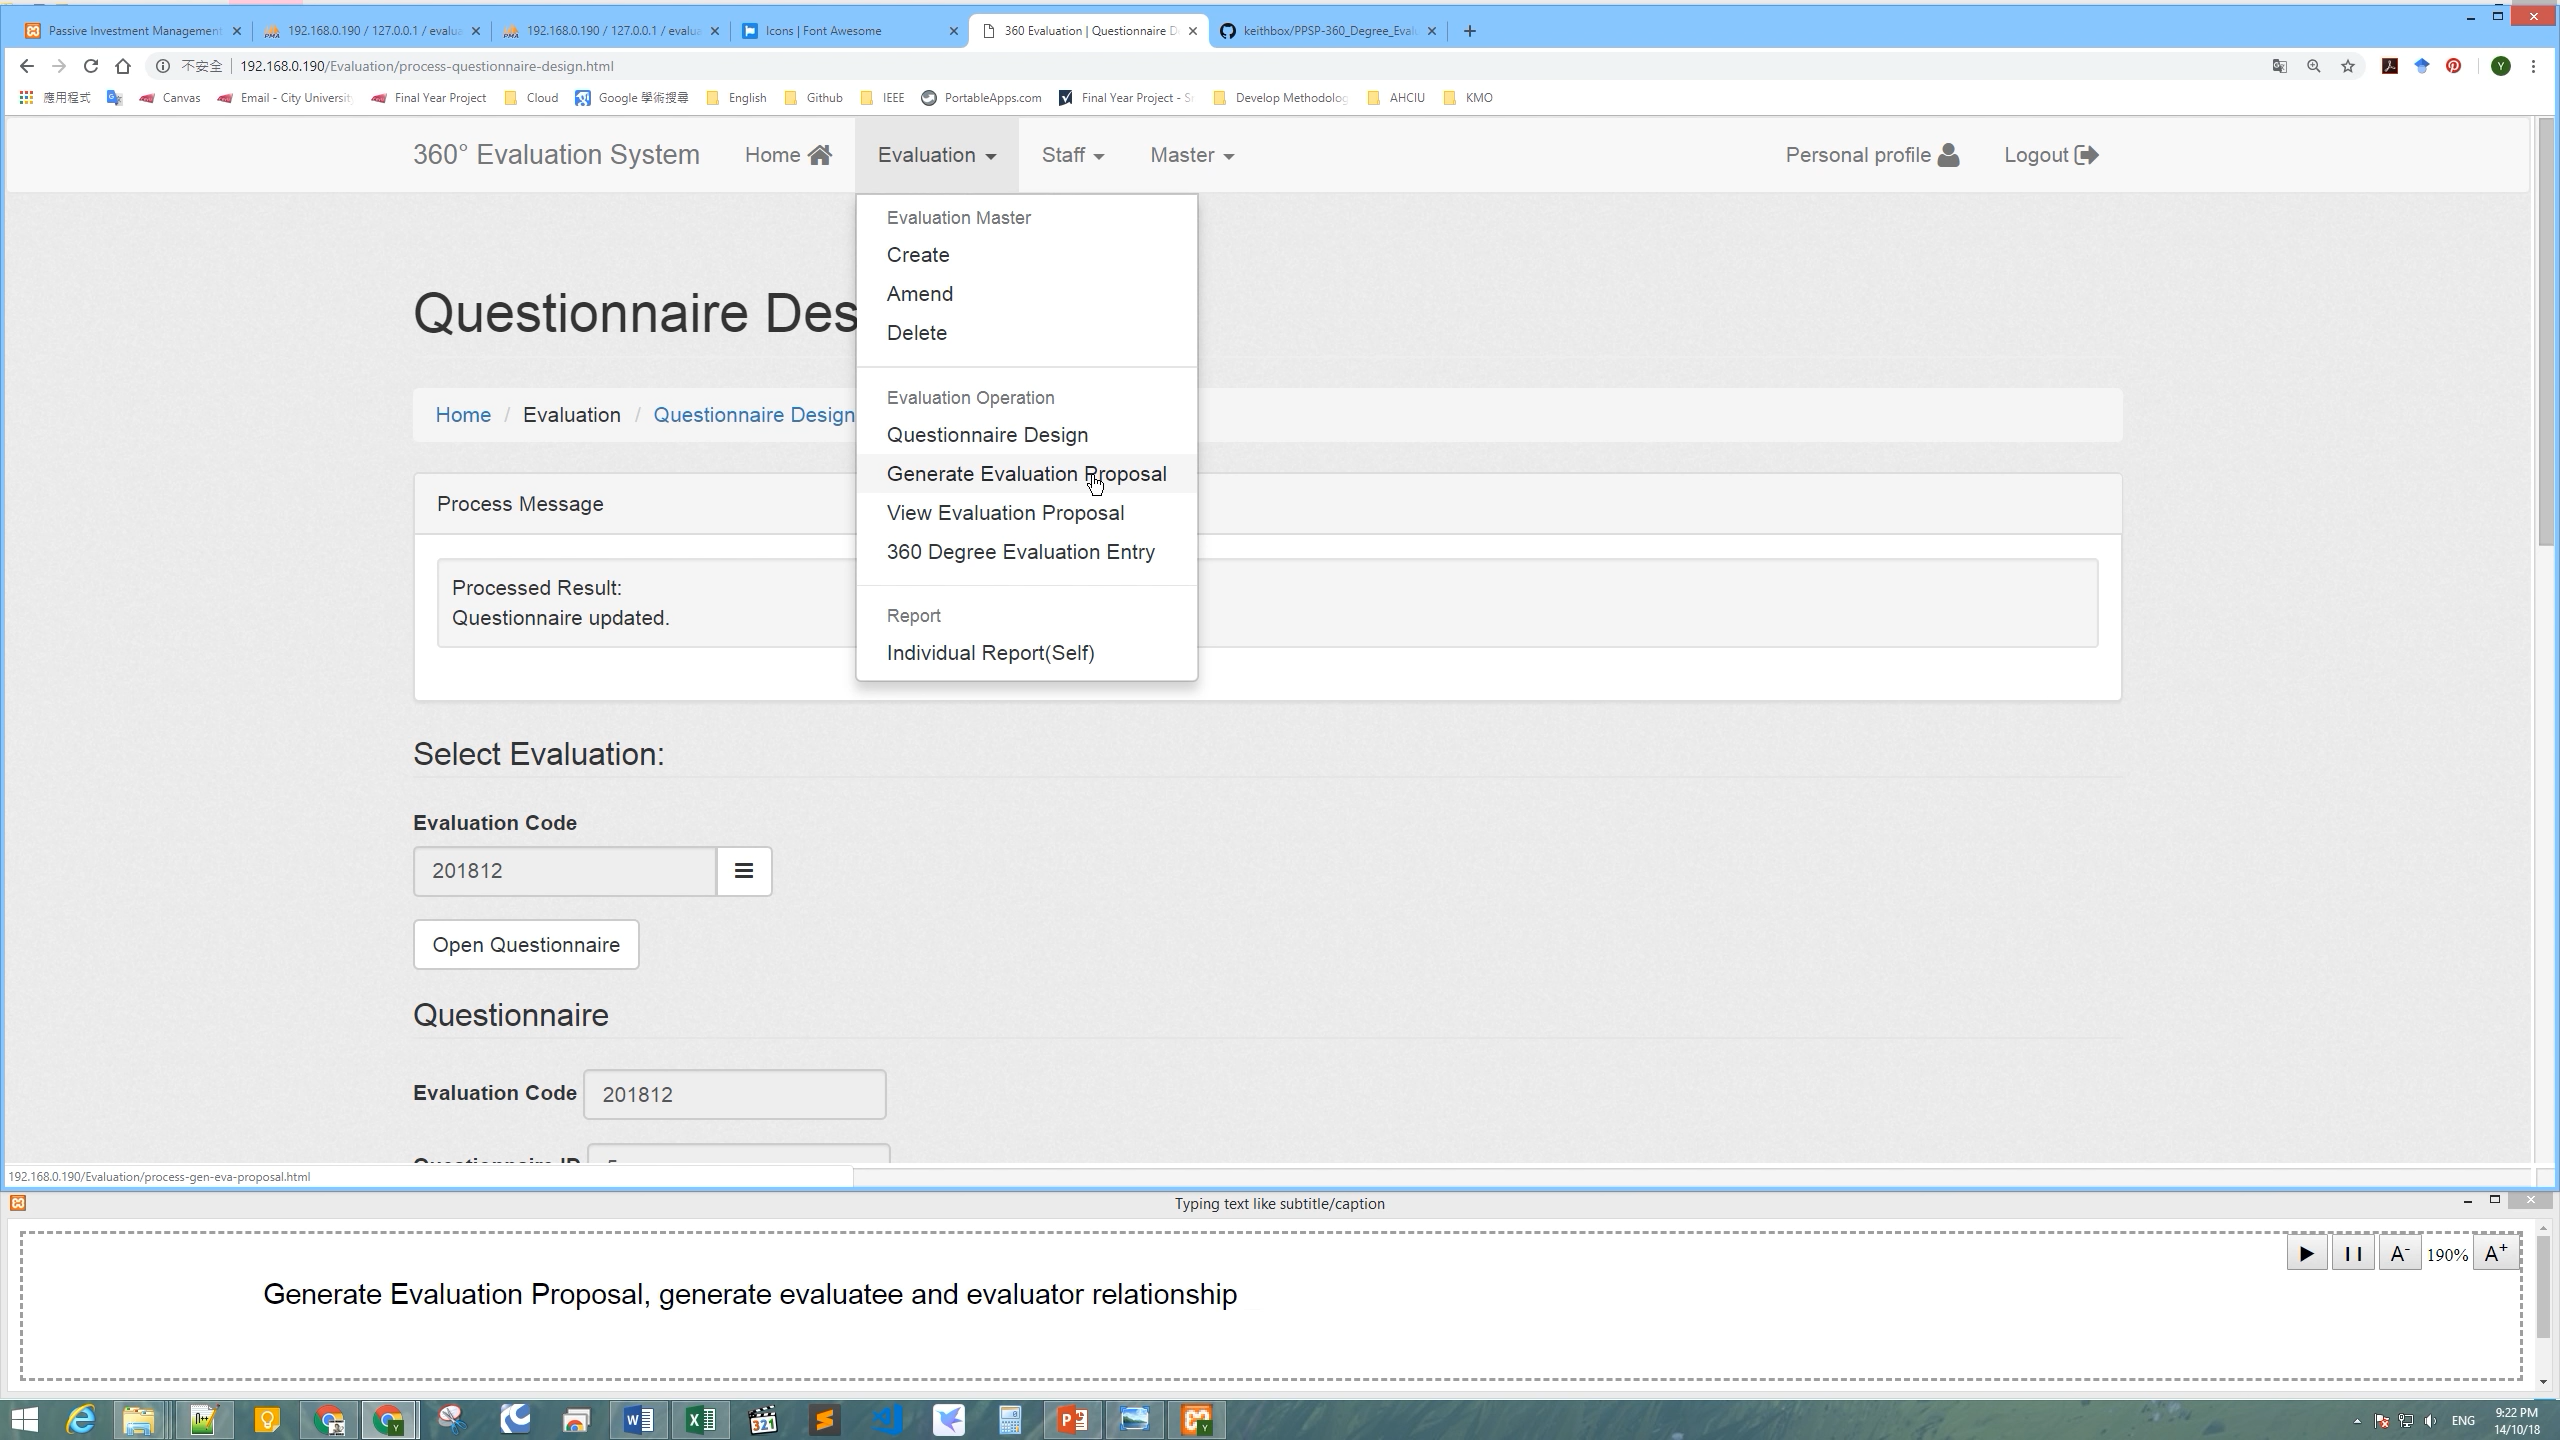 Passive Investment Management
192.168.0.190 / 127.0.0.1 / evalua
192.168.0.190 / 127.0.0.1 / evalua
Icons | Font Awesome
360 Evaluation | Questionnaire D
keithbox/PPSP-360_Degree_Evalu
不安全 192.168.0.190/Evaluation/process-questionnaire-design.html
Y
應用程式 Canvas Email - City Universit Final Year Project Cloud Google 學術搜尋 English Github IEEE PortableApps.com Final Year Project - Sr Develop Methodolog AHCIU KMO
360° Evaluation System Home Evaluation Staff Master Personal profile Logout
Evaluation Master
Create
Amend
Delete
Evaluation Operation
Questionnaire Design
Generate Evaluation Proposal
View Evaluation Proposal
360 Degree Evaluation Entry
Report
Individual Report(Self)
Questionnaire Des
Home / Evaluation / Questionnaire Design
Process Message
Processed Result:
Questionnaire updated.
Select Evaluation:
Evaluation Code
201812
Open Questionnaire
Questionnaire
Evaluation Code 201812
192.168.0.190/Evaluation/process-gen-eva-proposal.html
Typing text like subtitle/caption
A- 190% A+
Generate Evaluation Proposal, generate evaluatee and evaluator relationship
ENG
9:22 PM
14/10/18